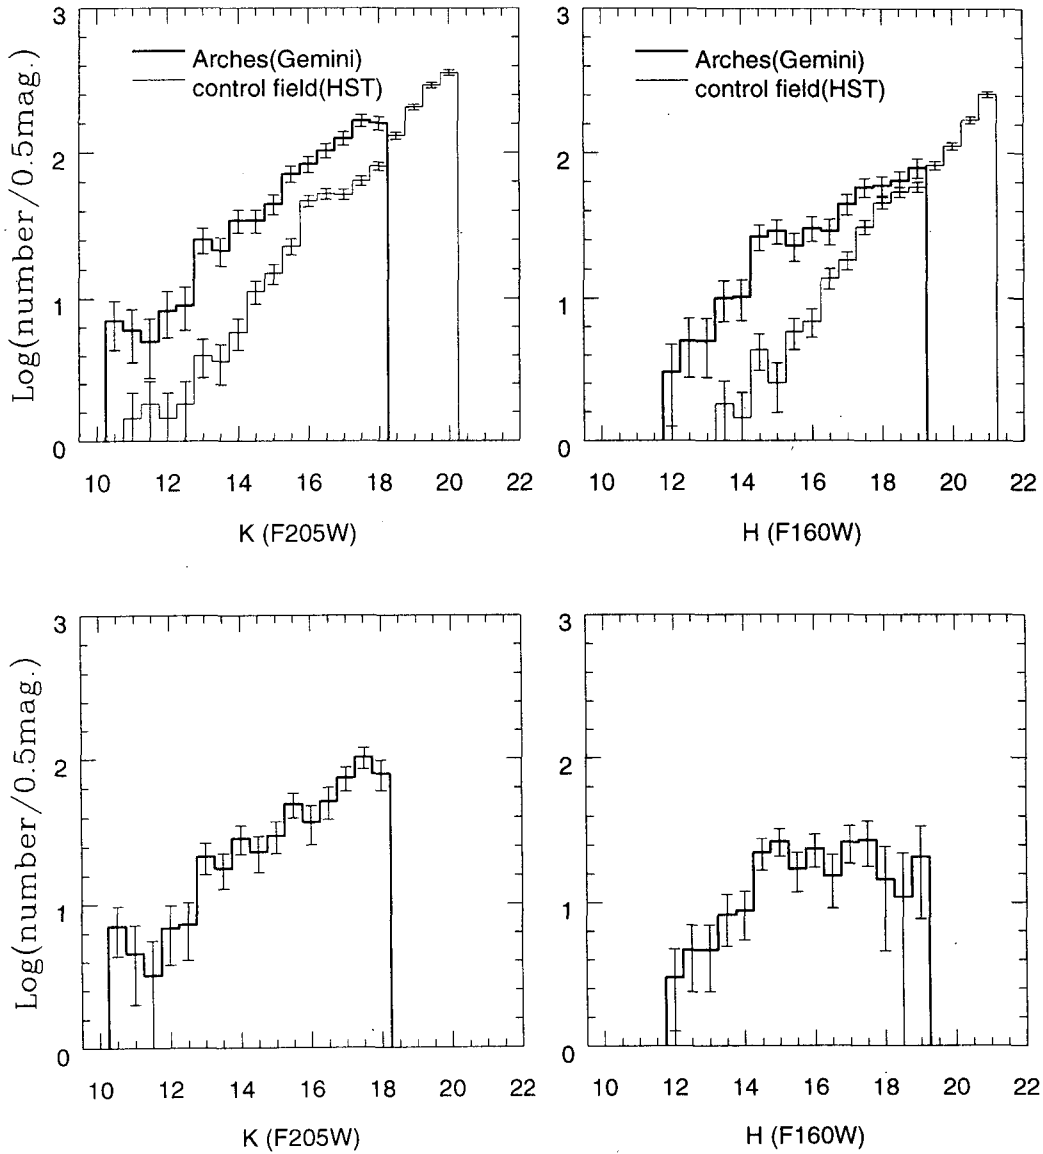 3
2
1
0
Log(number/0.5mag.)
Arches(Gemini)
control field(HST)
10 12 14 16 18 20 22
K (F205W)
3
2
1
0
Arches(Gemini)
control field(HST)
10 12 14 16 18 20 22
H (F160W)
3
2
1
0
Log(number/0.5mag.)
10 12 14 16 18 20 22
K (F205W)
3
2
1
0
10 12 14 16 18 20 22
H (F160W)